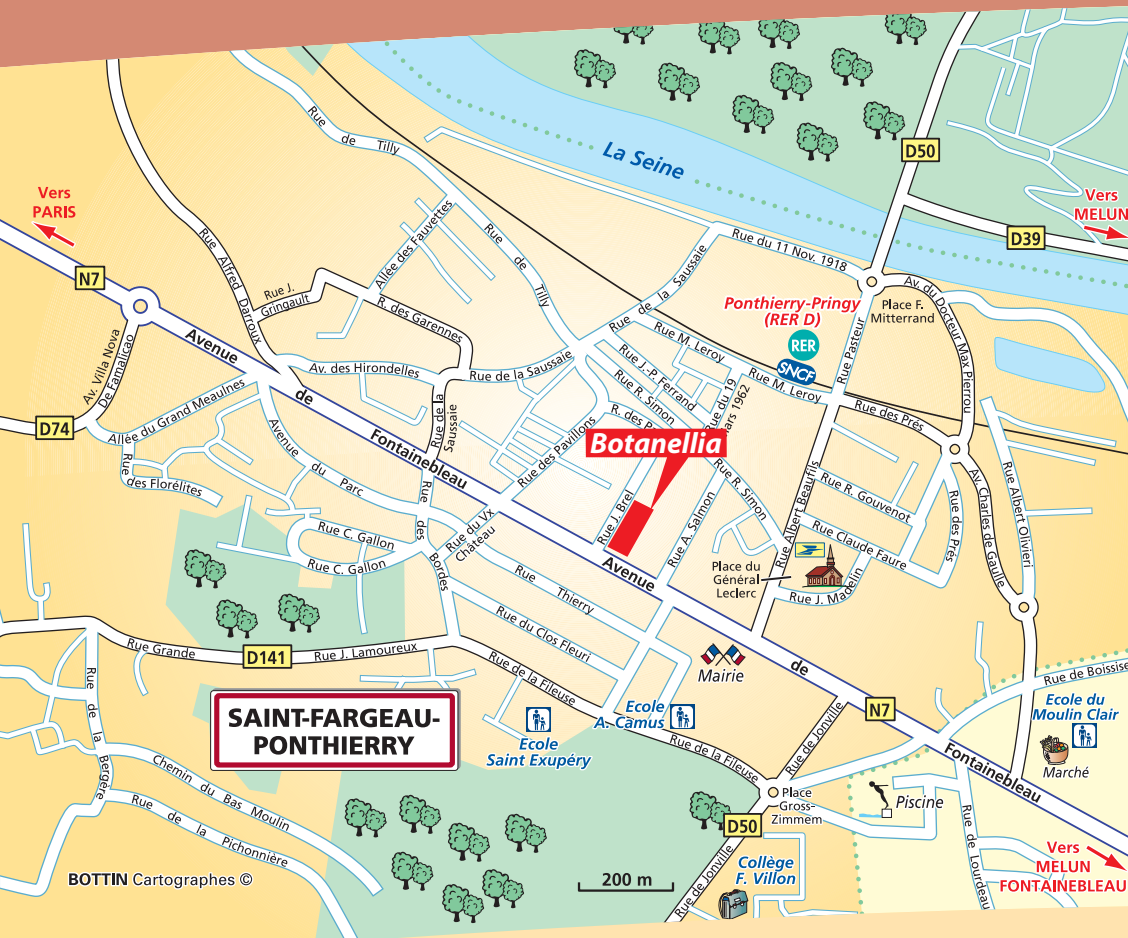 La Seine
D50
Vers
PARIS
Vers
MELUN
D39
N7
Rue de Tilly
Rue Alfred Darroux
Allée des Fauvettes
Rue de Tilly
Rue J.
Gringault
R. des Garennes
Rue de la Saussaie
Rue du 11 Nov. 1918
Ponthierry-Pringy
(RER D)
RER
SNCF
Place F.
Mitterrand
Av. du Docteur Max Pierrou
Rue Pasteur
Av. Villa Nova
De Famalicao
Avenue de Fontainebleau
Av. des Hirondelles
Rue de la Saussaie
Rue de la
Saussaie
Rue M. Leroy
Rue M. Leroy
Rue J.-P. Ferrand
Rue R. Simon
Rue des Prés
D74
Allée du Grand Meaulnes
Rue
des Florélites
Avenue du Parc
Rue des Pavillons
Botanellia
Rue R. Simon
Rue J. Brel
Rue A. Salmon
Rue Albert Beaufils
Rue R. Gouvenot
Rue Claude Faure
Rue des Prés
Av. Charles de Gaulle
Rue Albert Olivieri
Rue C. Gallon
Rue C. Gallon
Rue des Bordes
Rue du Vx
Château
Rue Thierry
Rue du Clos Fleuri
Avenue de Fontainebleau
Place du
Général
Leclerc
Rue J. Madelin
Rue Grande
D141
Rue J. Lamoureux
Rue de la Fileuse
Mairie
N7
Rue de Boissise
Ecole du
Moulin Clair
Marché
SAINT-FARGEAU-
PONTHIERRY
Ecole
Saint Exupéry
Ecole
A. Camus
Rue de la Fileuse
Rue de Jonville
Place
Gross-
Zimmem
Piscine
Rue de la Bergère
Chemin du Bas Moulin
Rue de la Pichonnière
D50
Rue de Jonville
Collège
F. Villon
Rue de Lourdeau
Vers
MELUN
FONTAINEBLEAU
BOTTIN Cartographes ©
200 m